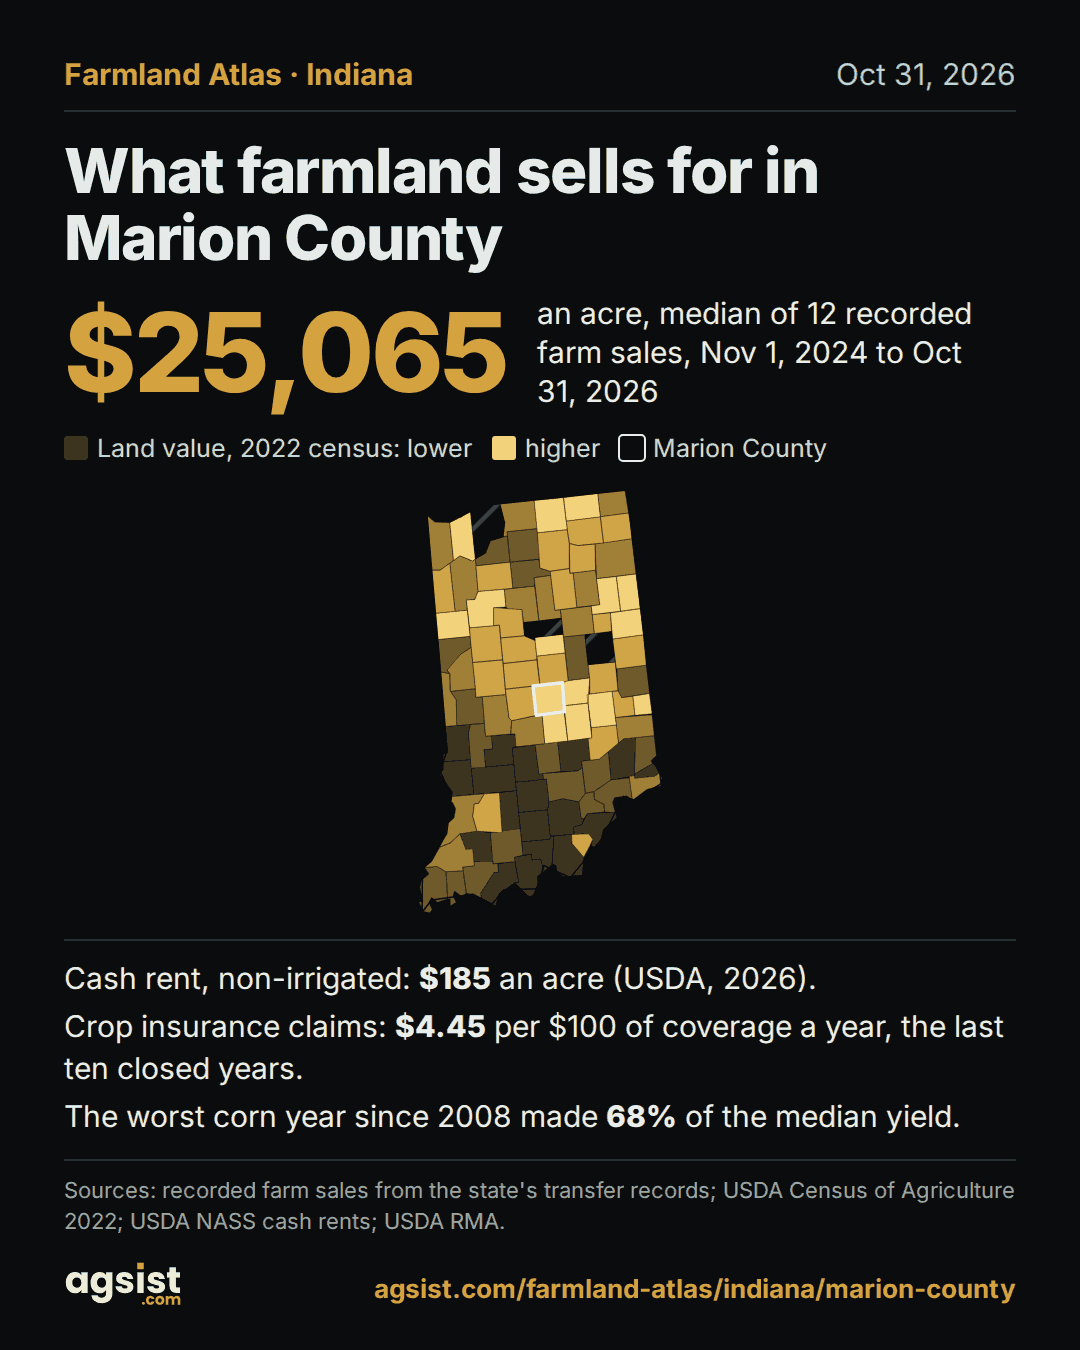 Farmland Atlas · Indiana
Oct 31, 2026
What farmland sells for in
Marion County
$25,065
an acre, median of 12 recorded
farm sales, Nov 1, 2024 to Oct
31, 2026
Land value, 2022 census: lower
higher
Marion County
Cash rent, non-irrigated: $185 an acre (USDA, 2026).
Crop insurance claims: $4.45 per $100 of coverage a year, the last
ten closed years.
The worst corn year since 2008 made 68% of the median yield.
Sources: recorded farm sales from the state's transfer records; USDA Census of Agriculture
2022; USDA NASS cash rents; USDA RMA.
agsist
.com
agsist.com/farmland-atlas/indiana/marion-county